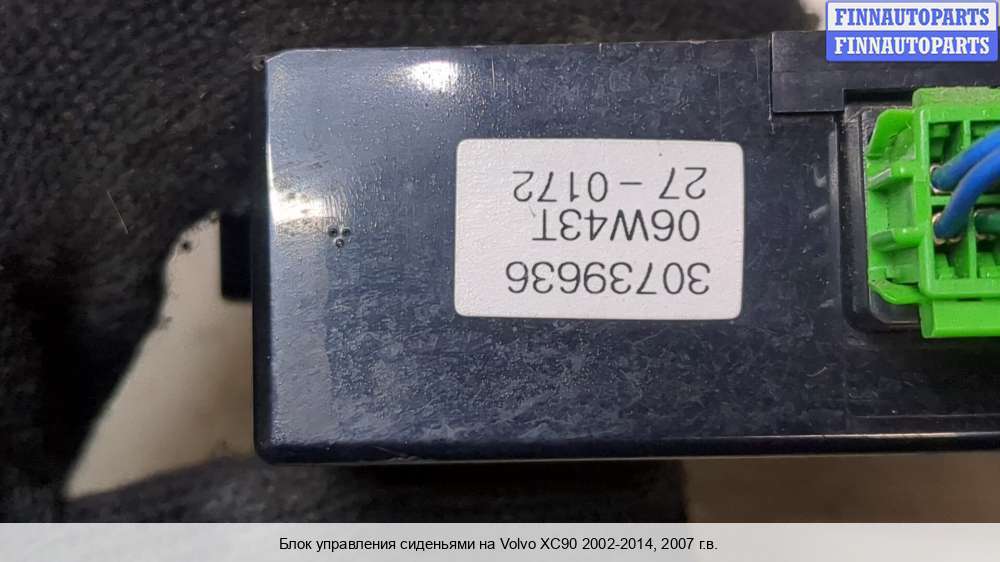 FINNAUTOPARTS
FINNAUTOPARTS
30739636
06W43T
27-0172
Блок управления сиденьями на Volvo XC90 2002-2014, 2007 г.в.